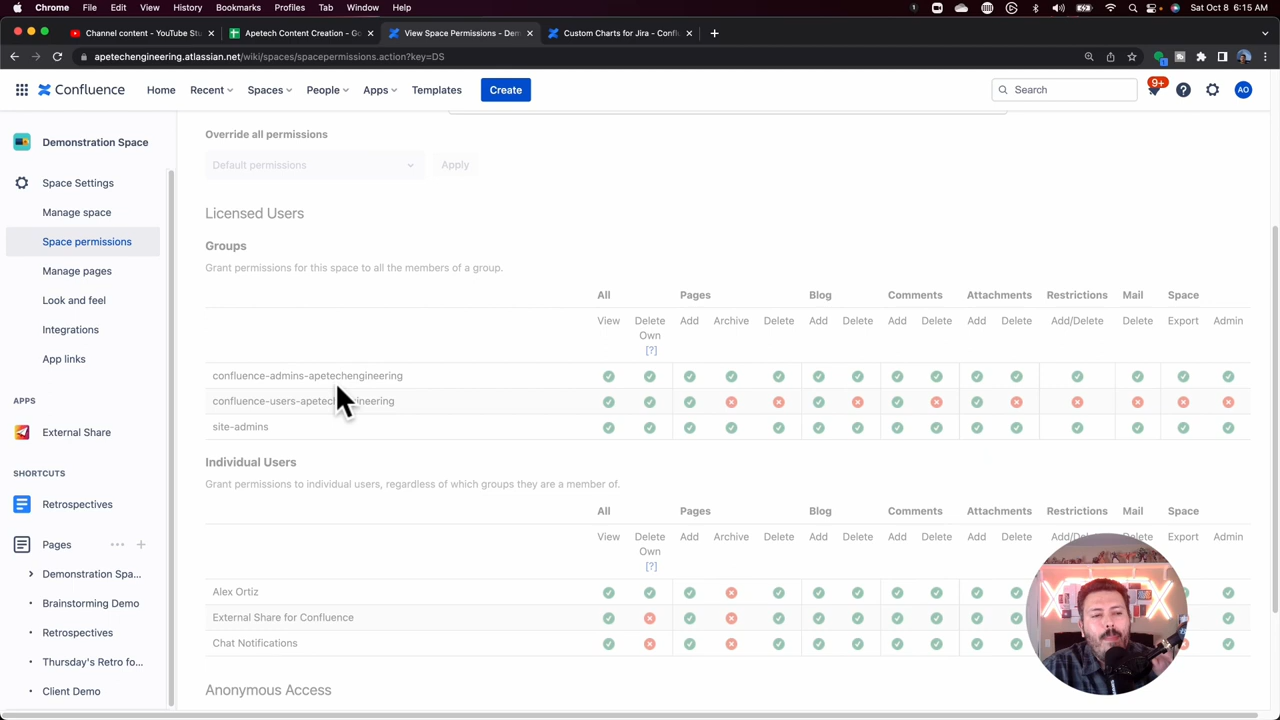 Chrome File Edit View History Bookmarks Profiles Tab Window Help Sat Oct 8 6:15 AM
Channel content - YouTube Stu Apetech Content Creation - Go View Space Permissions - Dem Custom Charts for Jira - Conflu
apetechengineering.atlassian.net/wiki/spaces/spacepermissions.action?key=DS
Confluence Home Recent Spaces People Apps Templates Create Search 9+ AO
Demonstration Space
Space Settings
Manage space
Space permissions
Manage pages
Look and feel
Integrations
App links
APPS
External Share
SHORTCUTS
Retrospectives
Pages
Demonstration Spa...
Brainstorming Demo
Retrospectives
Thursday's Retro fo...
Client Demo
Override all permissions
Default permissions Apply
Licensed Users
Groups
Grant permissions for this space to all the members of a group.
All Pages Blog Comments Attachments Restrictions Mail Space
View Delete Own [?] Add Archive Delete Add Delete Add Delete Add Delete Add/Delete Delete Export Admin
confluence-admins-apetechengineering
confluence-users-apetechengineering
site-admins
Individual Users
Grant permissions to individual users, regardless of which groups they are a member of.
All Pages Blog Comments Attachments Restrictions Mail Space
View Delete Own [?] Add Archive Delete Add Delete Add Delete Add Delete Add/De Delete Export Admin
Alex Ortiz
External Share for Confluence
Chat Notifications
Anonymous Access